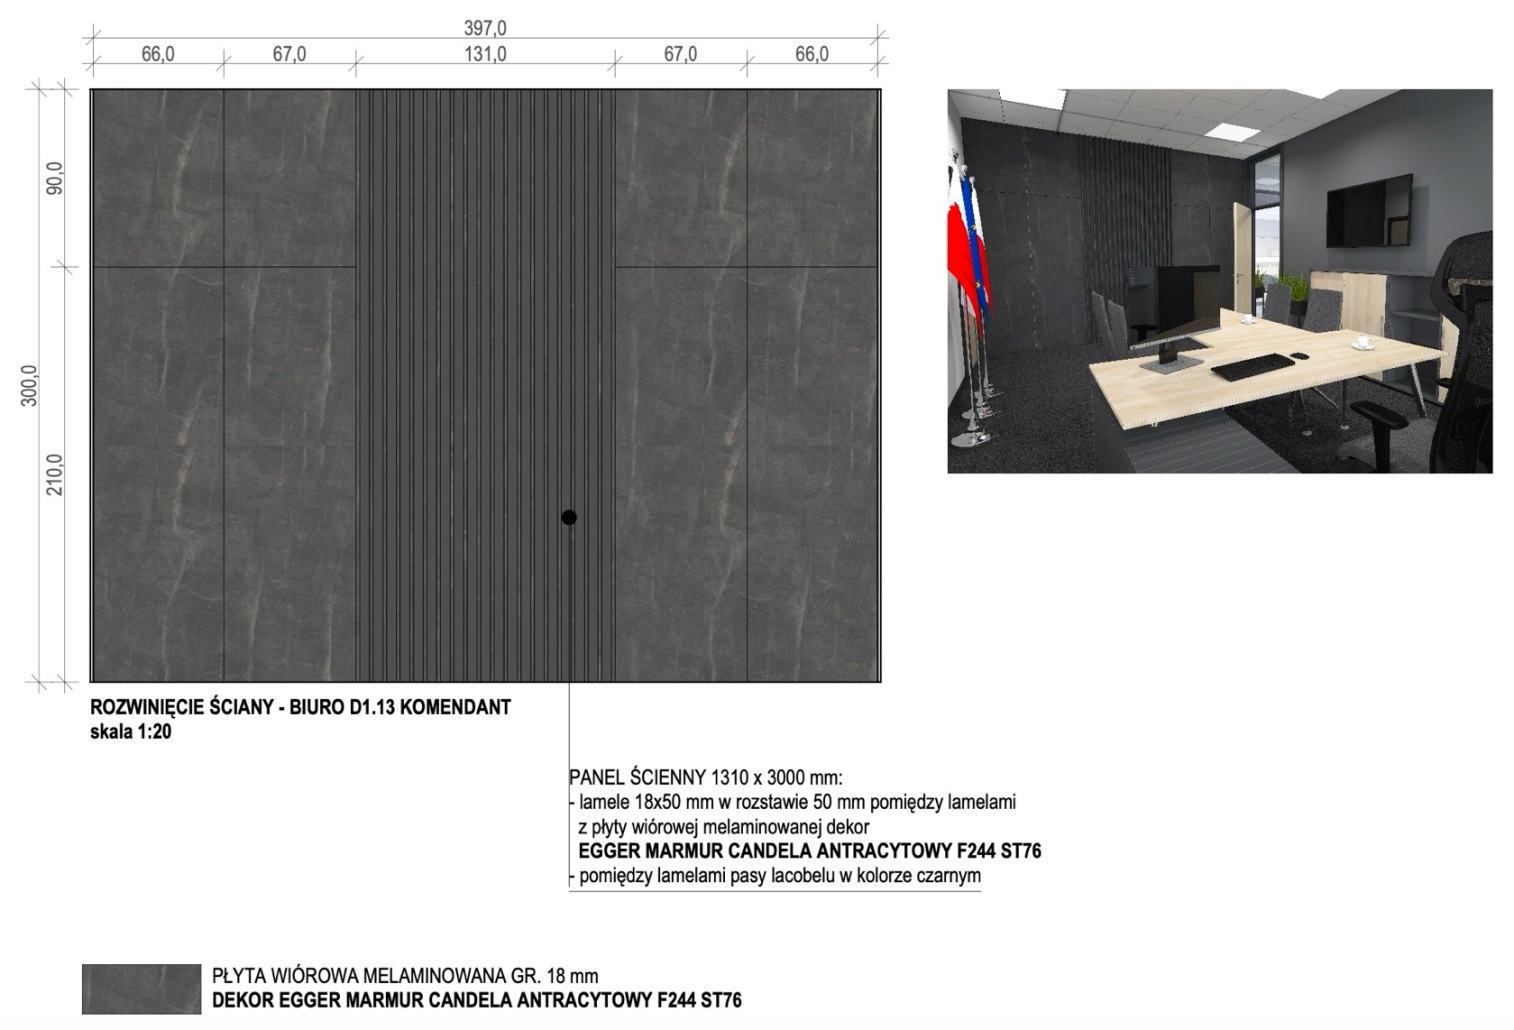 397,0
66,0
67,0
131,0
67,0
66,0
90,0
300,0
210,0
ROZWINIĘCIE ŚCIANY - BIURO D1.13 KOMENDANT
skala 1:20
PANEL ŚCIENNY 1310 x 3000 mm:
- lamele 18x50 mm w rozstawie 50 mm pomiędzy lamelami
z płyty wiórowej melaminowanej dekor
EGGER MARMUR CANDELA ANTRACYTOWY F244 ST76
- pomiędzy lamelami pasy lacobelu w kolorze czarnym
PŁYTA WIÓROWA MELAMINOWANA GR. 18 mm
DEKOR EGGER MARMUR CANDELA ANTRACYTOWY F244 ST76